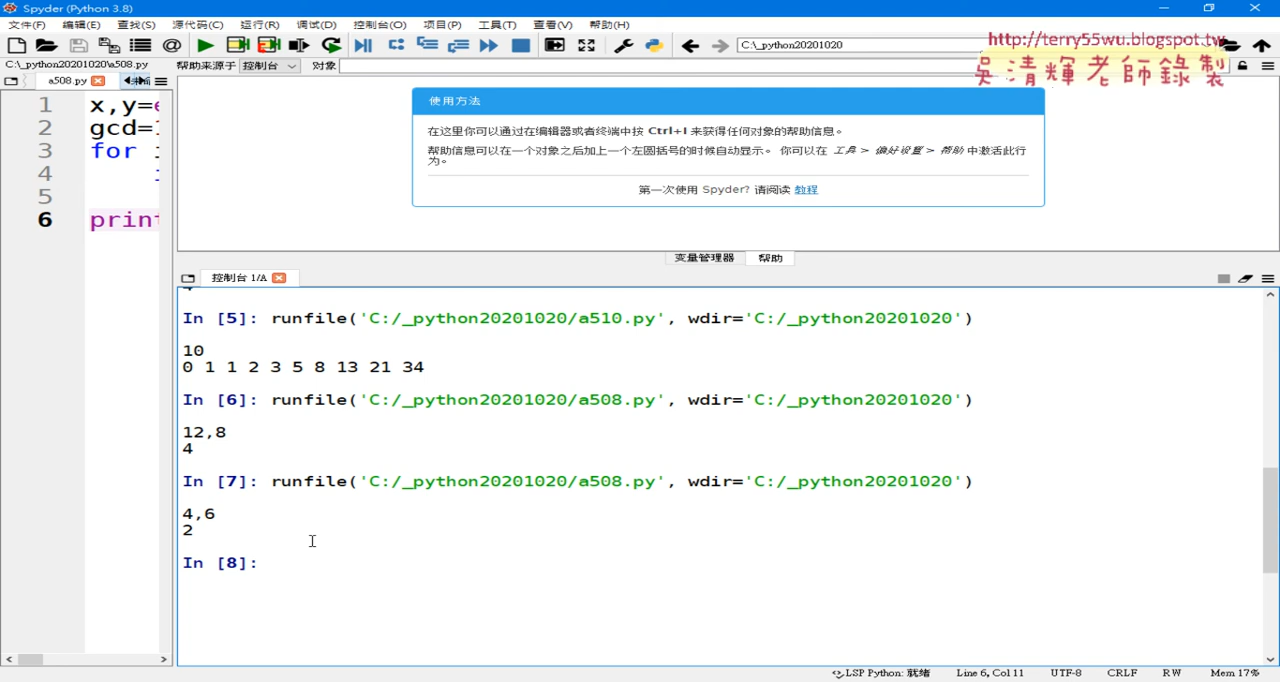 Spyder (Python 3.8)
文件(F) 编辑(E) 查找(S) 源代码(C) 运行(R) 调试(D) 控制台(O) 项目(P) 工具(T) 查看(V) 帮助(H)
C:\_python20201020
http://terry55wu.blogspot.tw
吳清輝老師錄製
C:\_python20201020\a508.py
帮助来源于 控制台 对象
a508.py
1 x,y=
2 gcd=
3 for
4
5
6 print
使用方法
在这里你可以通过在编辑器或者终端中按 Ctrl+I 来获得任何对象的帮助信息。
帮助信息可以在一个对象之后加上一个左圆括号的时候自动显示。 你可以在 工具 > 偏好设置 > 帮助 中激活此行
为。
第一次使用 Spyder? 请阅读 教程
变量管理器 帮助
控制台 1/A
In [5]: runfile('C:/_python20201020/a510.py', wdir='C:/_python20201020')
10
0 1 1 2 3 5 8 13 21 34
In [6]: runfile('C:/_python20201020/a508.py', wdir='C:/_python20201020')
12,8
4
In [7]: runfile('C:/_python20201020/a508.py', wdir='C:/_python20201020')
4,6
2
In [8]:
LSP Python: 就绪 Line 6, Col 11 UTF-8 CRLF RW Mem 17%